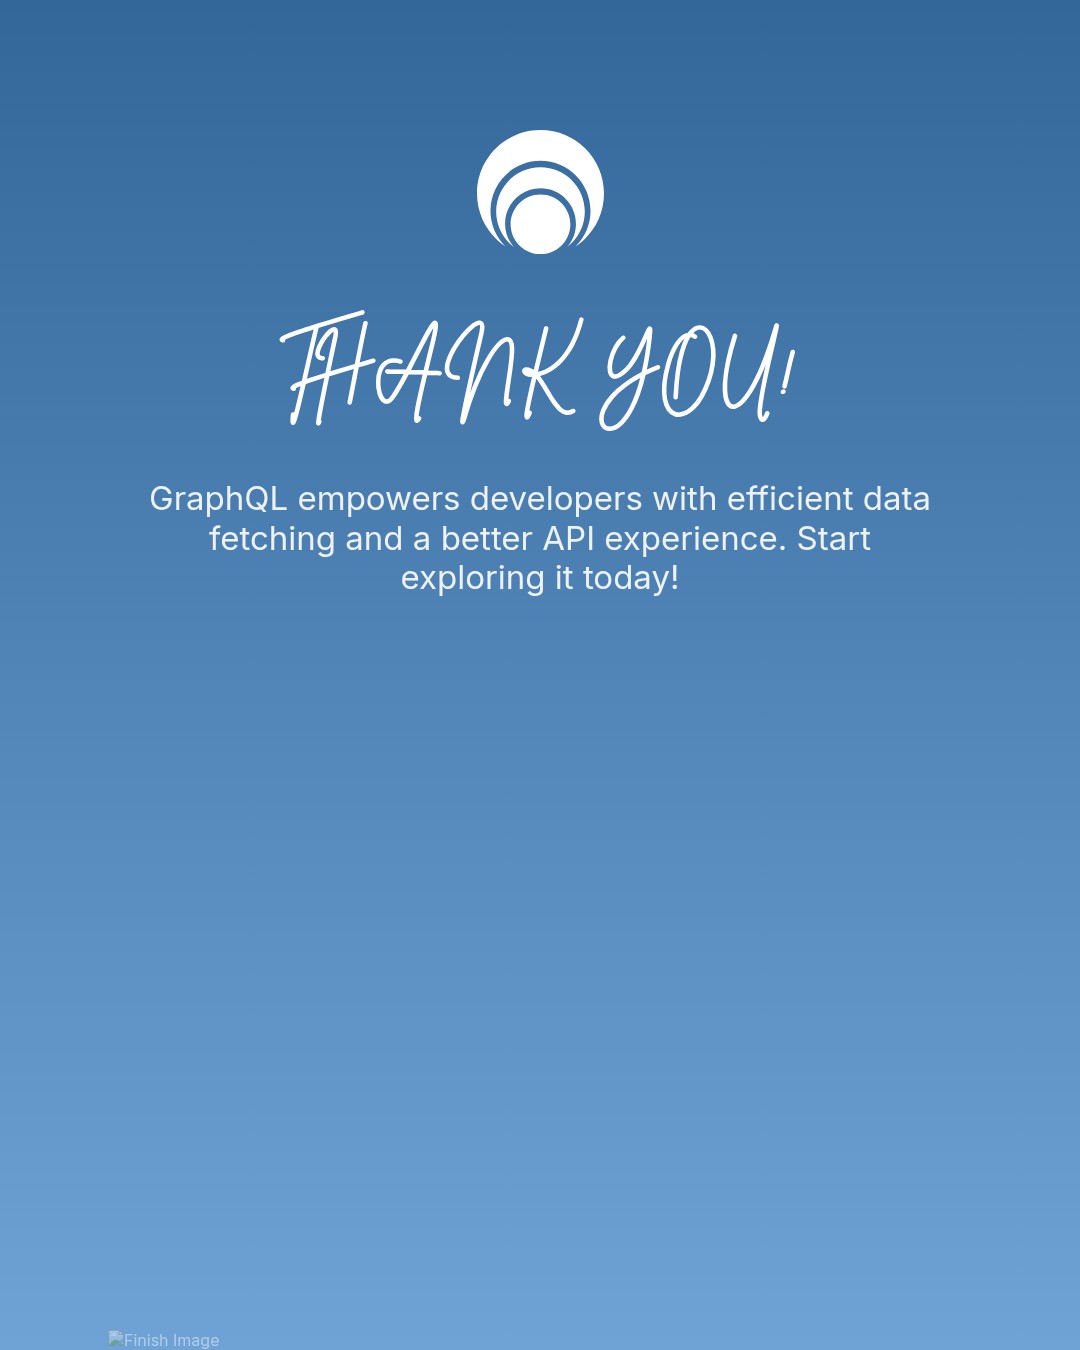 THANK YOU!
GraphQL empowers developers with efficient data
fetching and a better API experience. Start
exploring it today!
Finish Image